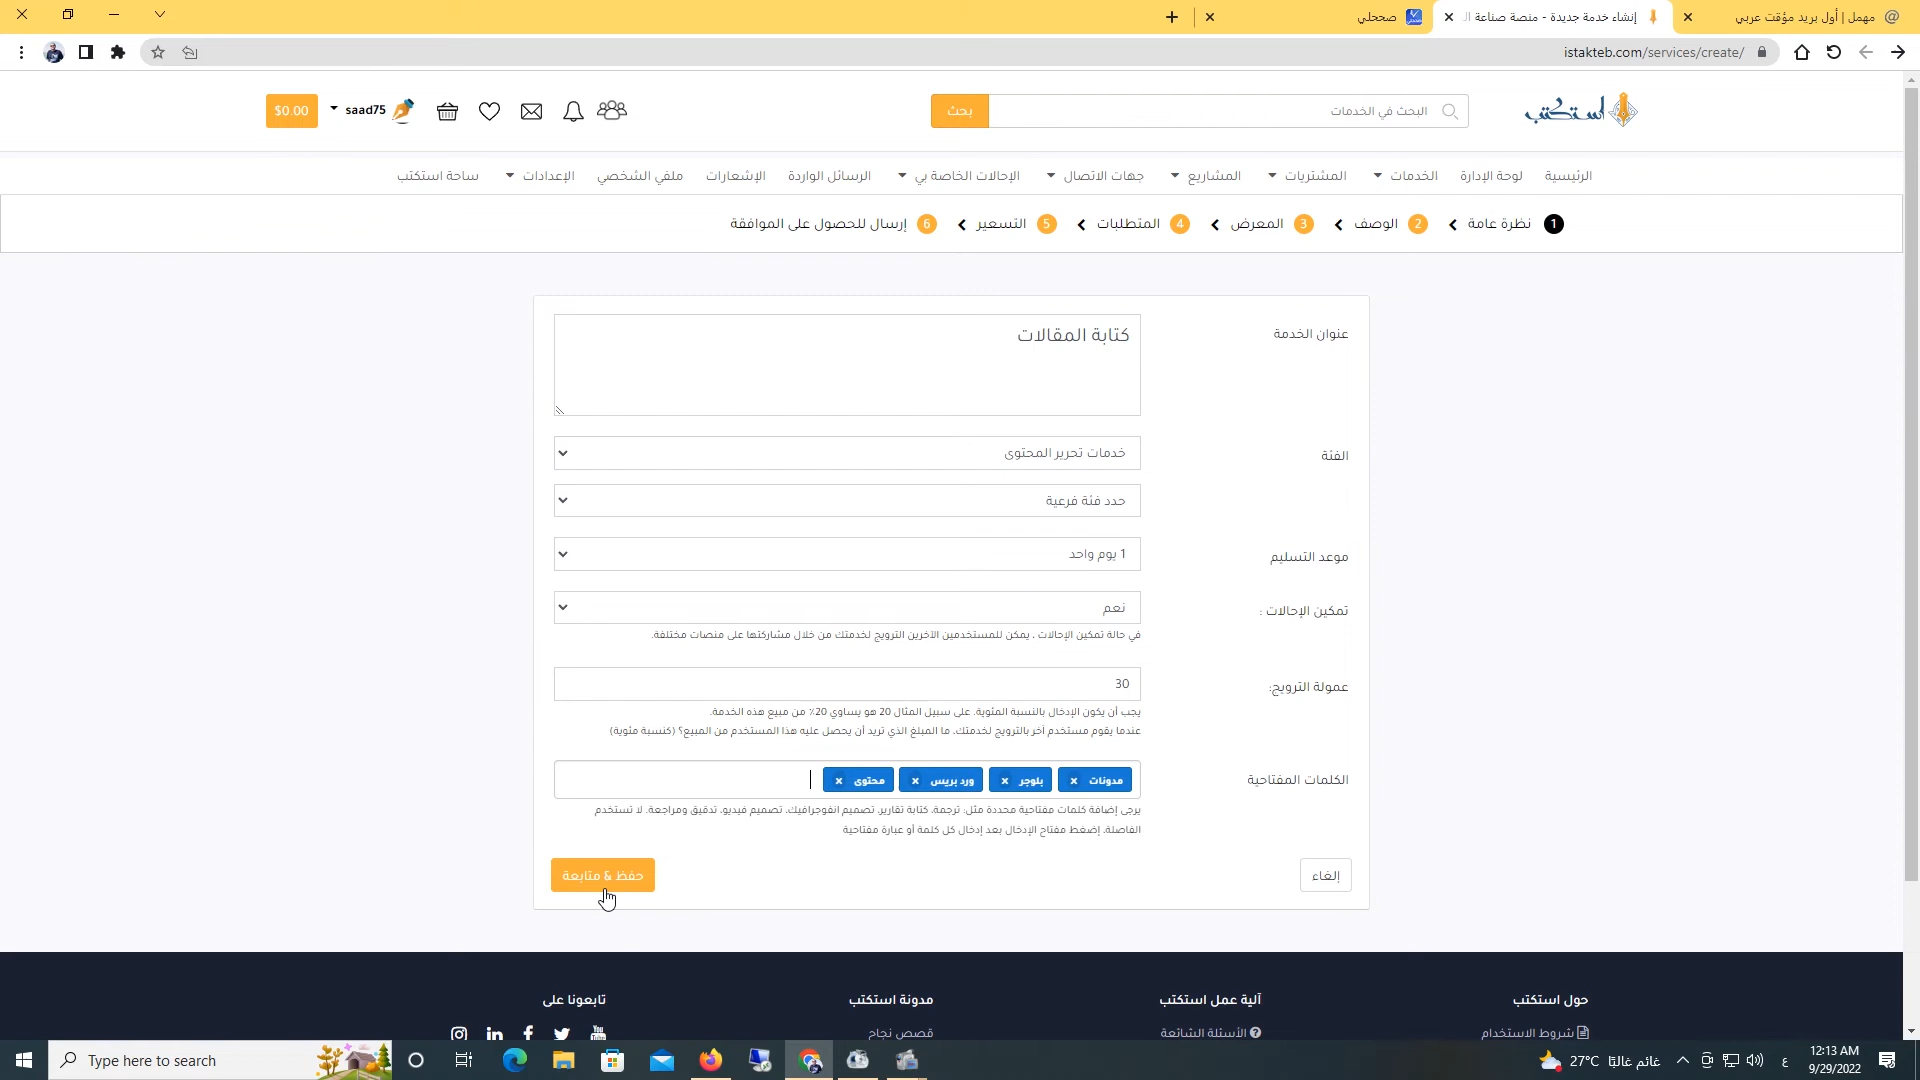 مهمل | أول بريد مؤقت عربي
إنشاء خدمة جديدة - منصة صناعة
صححلي
istakteb.com/services/create/
استكتب
البحث في الخدمات
بحث
saad75
$0.00
الرئيسية
لوحة الإدارة
الخدمات
المشتريات
المشاريع
جهات الاتصال
الإحالات الخاصة بي
الرسائل الواردة
الإشعارات
ملفي الشخصي
الإعدادات
ساحة استكتب
1 نظرة عامة
2 الوصف
3 المعرض
4 المتطلبات
5 التسعير
6 إرسال للحصول على الموافقة
عنوان الخدمة
كتابة المقالات
الفئة
خدمات تحرير المحتوى
حدد فئة فرعية
موعد التسليم
1 يوم واحد
تمكين الإحالات :
نعم
في حالة تمكين الإحالات ، يمكن للمستخدمين الآخرين الترويج لخدمتك من خلال مشاركتها على منصات مختلفة.
عمولة الترويج:
30
يجب أن يكون الإدخال بالنسبة المئوية. على سبيل المثال 20 هو يساوي 20٪ من مبيع هذه الخدمة.
عندما يقوم مستخدم آخر بالترويج لخدمتك، ما المبلغ الذي تريد أن يحصل عليه هذا المستخدم من المبيع؟ (كنسبة مئوية)
الكلمات المفتاحية
مدونات × بلوجر × ورد بريس × محتوى ×
يرجى إضافة كلمات مفتاحية محددة مثل: ترجمة، كتابة تقارير، تصميم انفوجرافيك، تصميم فيديو، تدقيق ومراجعة. لا تستخدم
الفاصلة، إضغط مفتاح الإدخال بعد إدخال كل كلمة أو عبارة مفتاحية
إلغاء
حفظ & متابعة
حول استكتب
آلية عمل استكتب
مدونة استكتب
تابعونا على
شروط الاستخدام
الأسئلة الشائعة
قصص نجاح
Type here to search
27°C غائم غالبًا
ع
12:13 AM
9/29/2022